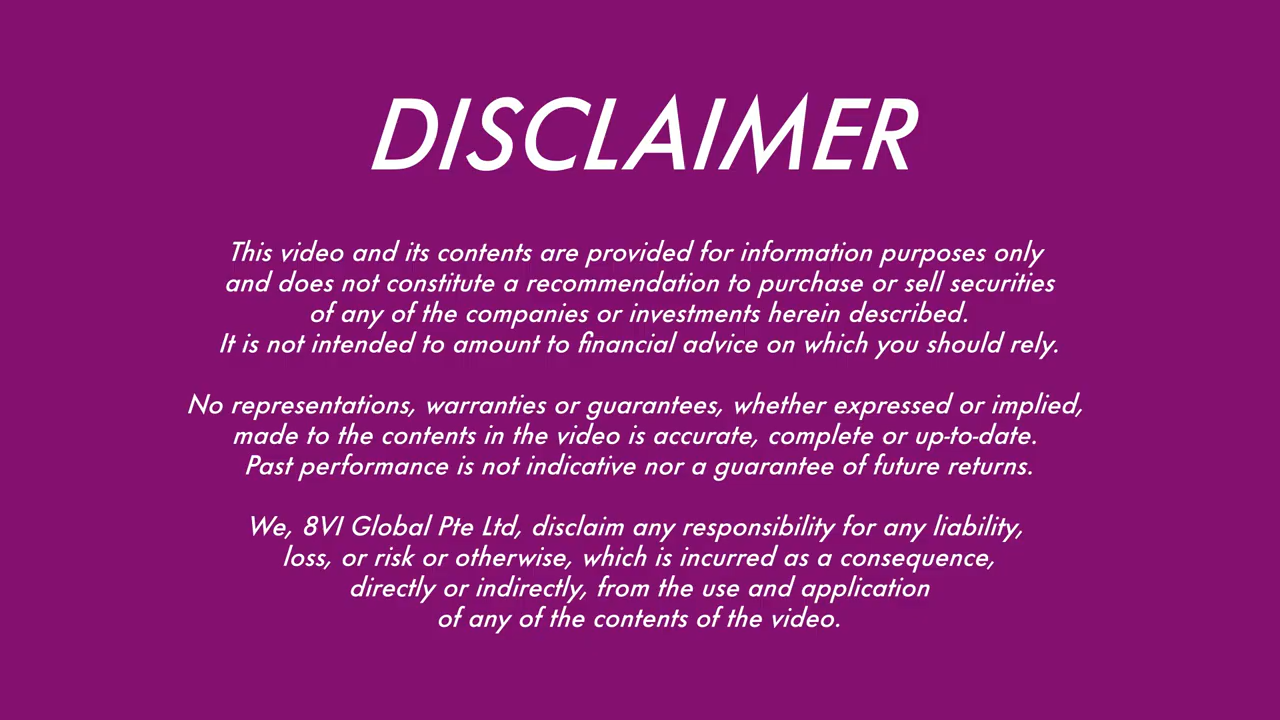 DISCLAIMER
This video and its contents are provided for information purposes only
and does not constitute a recommendation to purchase or sell securities
of any of the companies or investments herein described.
It is not intended to amount to financial advice on which you should rely.
No representations, warranties or guarantees, whether expressed or implied,
made to the contents in the video is accurate, complete or up-to-date.
Past performance is not indicative nor a guarantee of future returns.
We, 8VI Global Pte Ltd, disclaim any responsibility for any liability,
loss, or risk or otherwise, which is incurred as a consequence,
directly or indirectly, from the use and application
of any of the contents of the video.